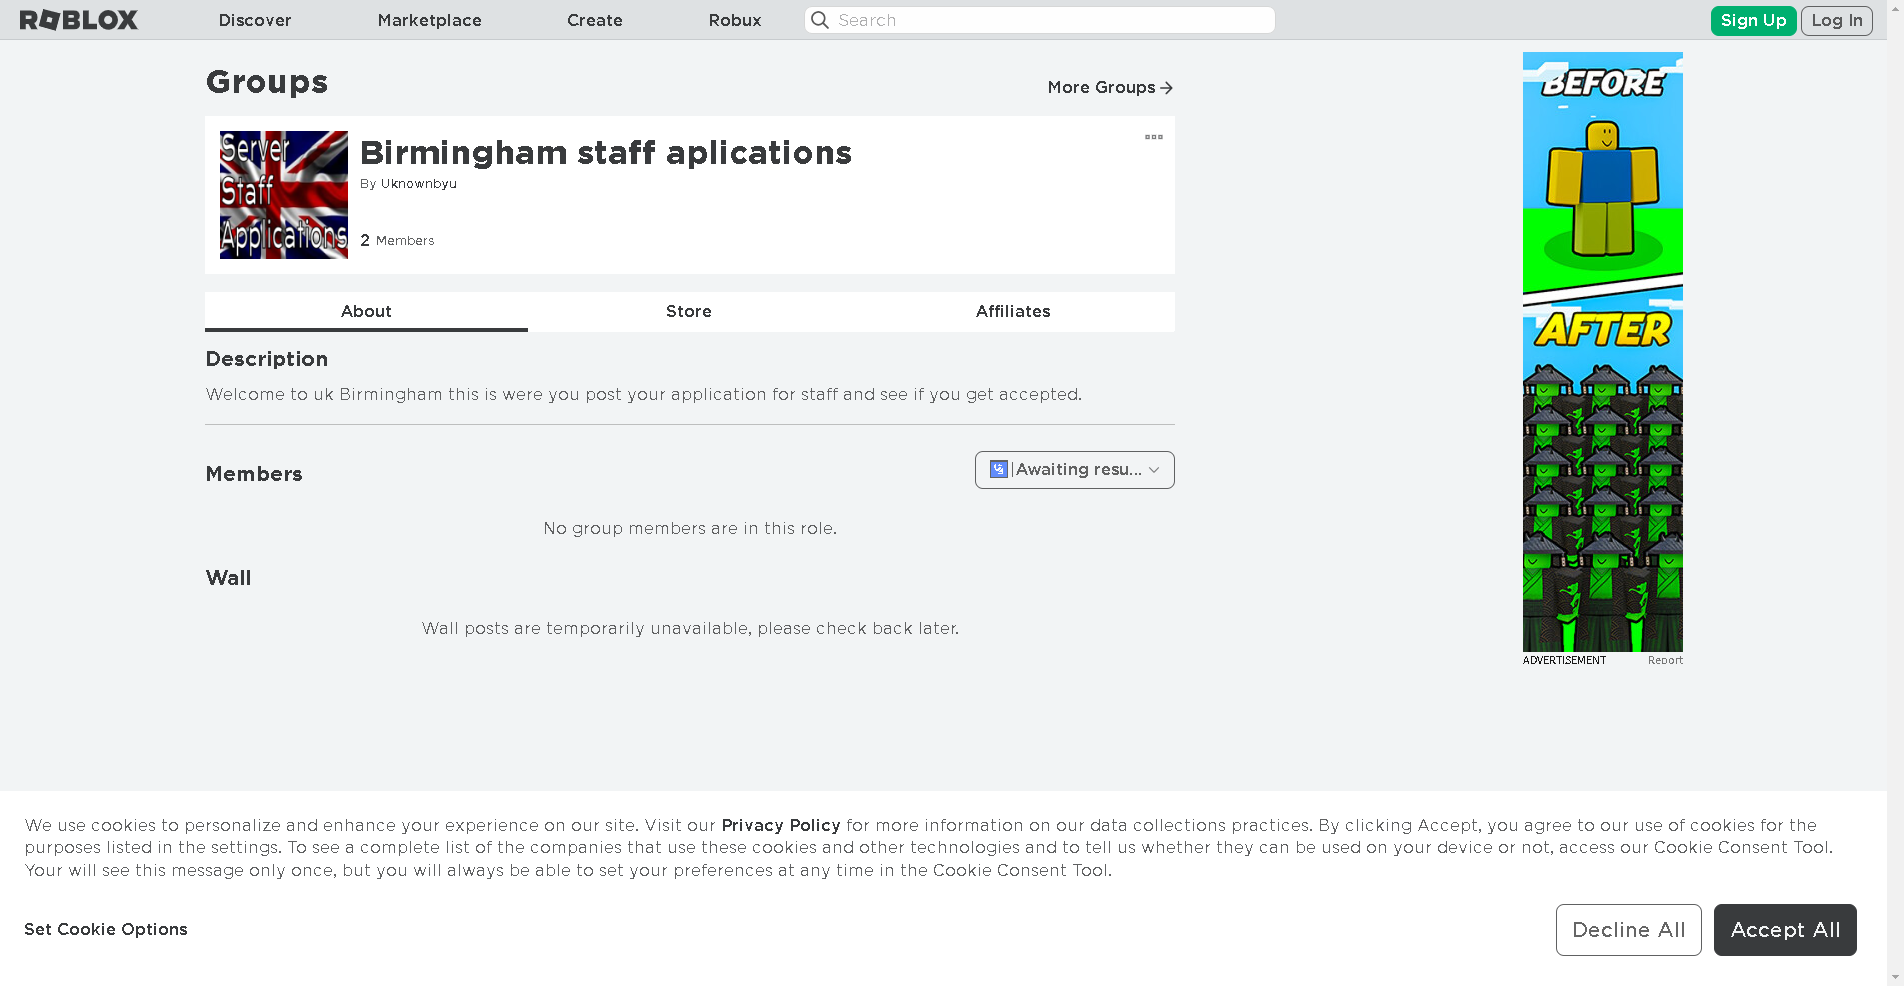 ROBLOX
Discover
Marketplace
Create
Robux
Search
Sign Up
Log In
Groups
More Groups
Server
Staff
Applications
Birmingham staff aplications
By Uknownbyu
2 Members
About
Store
Affiliates
Description
Welcome to uk Birmingham this is were you post your application for staff and see if you get accepted.
Members
|Awaiting resu...
No group members are in this role.
Wall
Wall posts are temporarily unavailable, please check back later.
BEFORE
AFTER
ADVERTISEMENT
Report
We use cookies to personalize and enhance your experience on our site. Visit our Privacy Policy for more information on our data collections practices. By clicking Accept, you agree to our use of cookies for the
purposes listed in the settings. To see a complete list of the companies that use these cookies and other technologies and to tell us whether they can be used on your device or not, access our Cookie Consent Tool.
Your will see this message only once, but you will always be able to set your preferences at any time in the Cookie Consent Tool.
Set Cookie Options
Decline All
Accept All